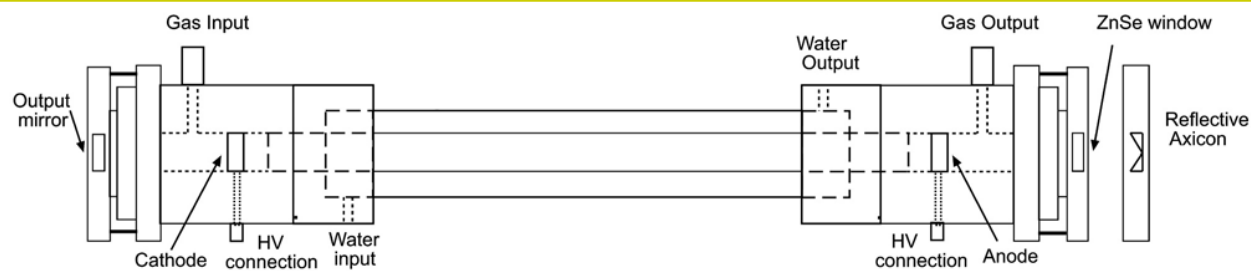 Gas Input
Gas Output
ZnSe window
Water
Output
Output
mirror
Reflective
Axicon
Cathode
HV
connection
Water
input
HV
connection
Anode